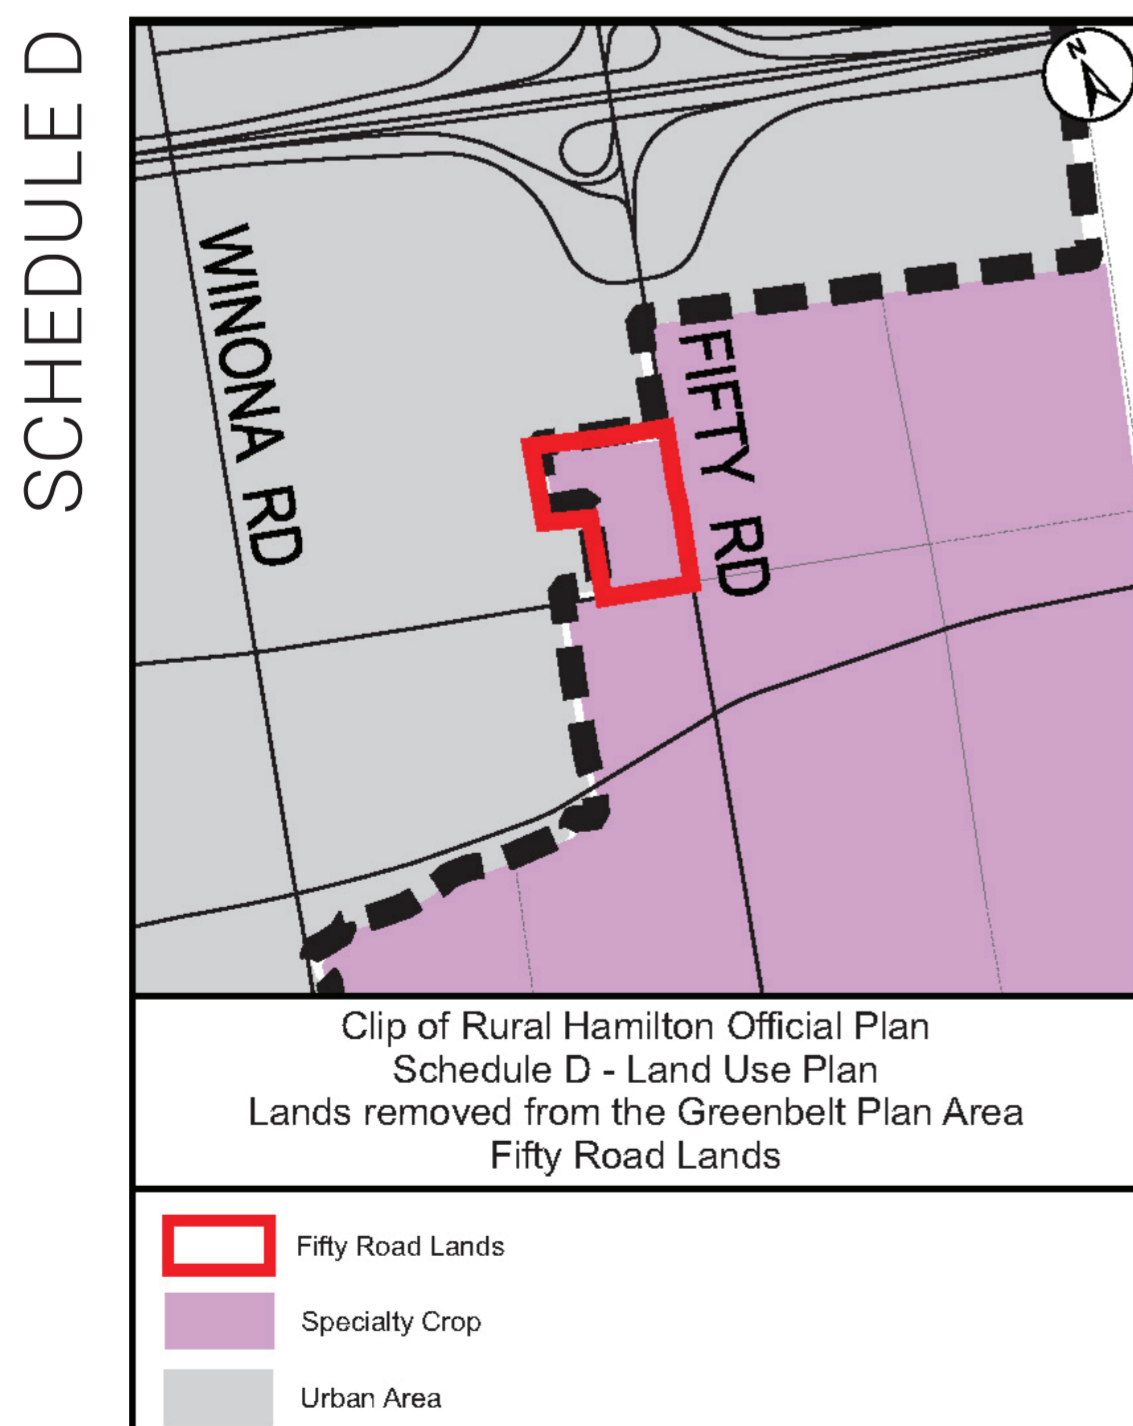 SCHEDULE D
N
WINONA RD
FIFTY RD
Clip of Rural Hamilton Official Plan
Schedule D - Land Use Plan
Lands removed from the Greenbelt Plan Area
Fifty Road Lands
Fifty Road Lands
Specialty Crop
Urban Area